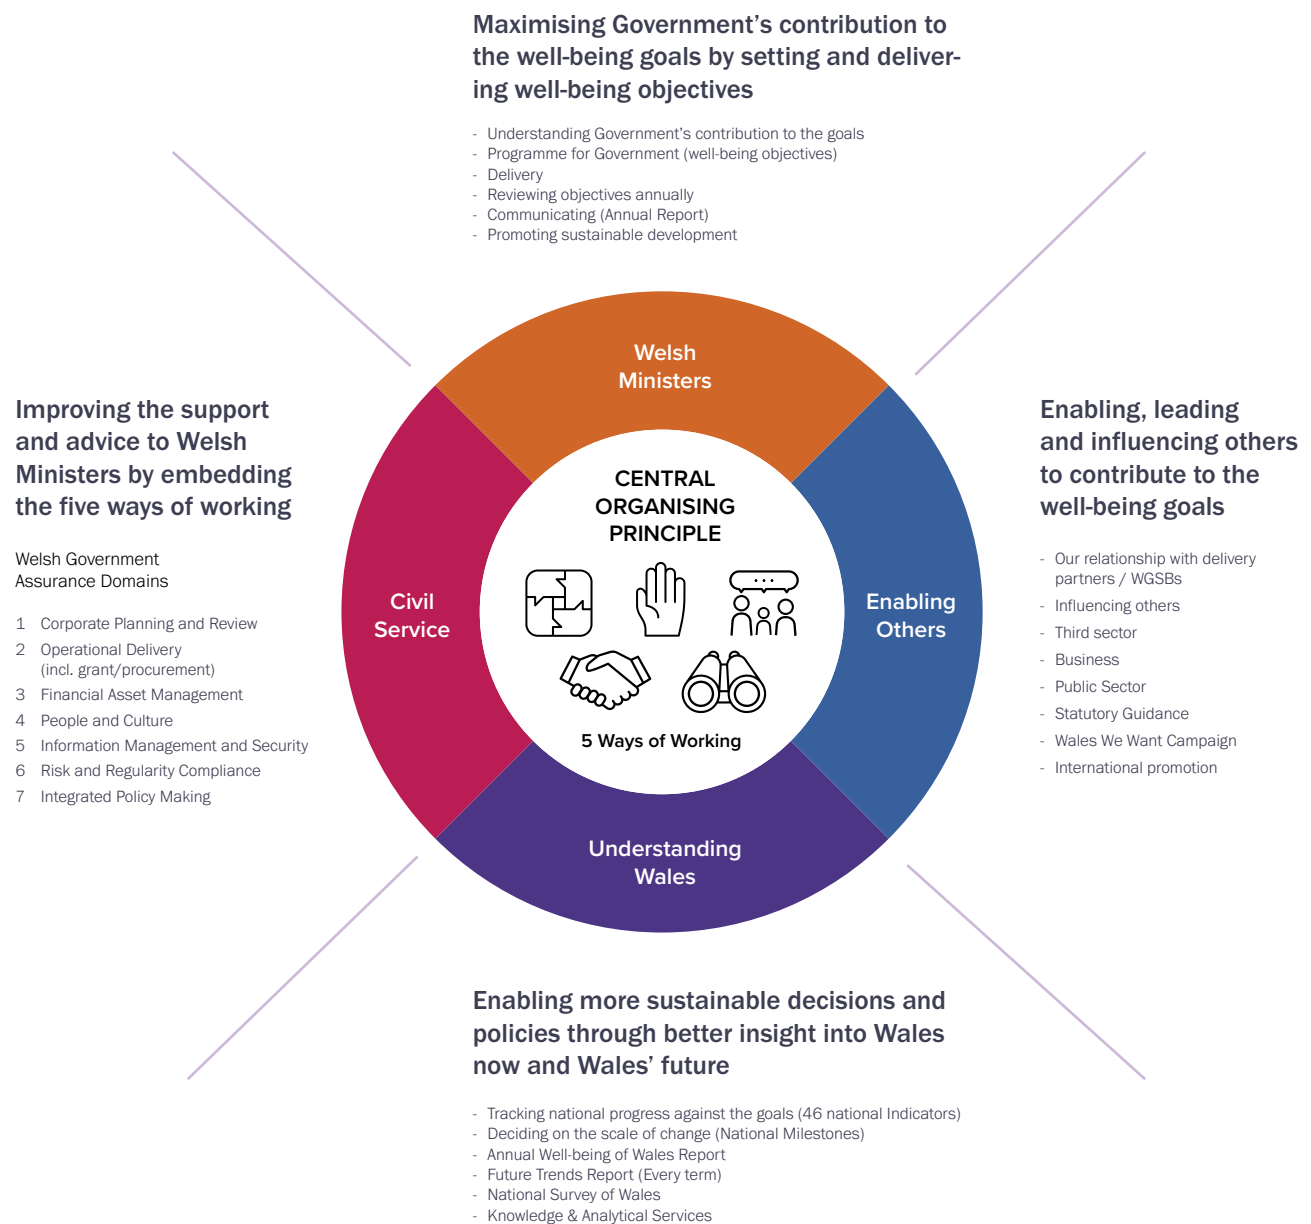 Maximising Government’s contribution to
the well-being goals by setting and deliver-
ing well-being objectives
- Understanding Government’s contribution to the goals
- Programme for Government (well-being objectives)
- Delivery
- Reviewing objectives annually
- Communicating (Annual Report)
- Promoting sustainable development
Welsh
Ministers
Improving the support
and advice to Welsh
Ministers by embedding
the five ways of working
Welsh Government
Assurance Domains
1 Corporate Planning and Review
2 Operational Delivery
(incl. grant/procurement)
3 Financial Asset Management
4 People and Culture
5 Information Management and Security
6 Risk and Regularity Compliance
7 Integrated Policy Making
Civil
Service
CENTRAL
ORGANISING
PRINCIPLE
5 Ways of Working
Enabling
Others
Enabling, leading
and influencing others
to contribute to the
well-being goals
- Our relationship with delivery
partners / WGSBs
- Influencing others
- Third sector
- Business
- Public Sector
- Statutory Guidance
- Wales We Want Campaign
- International promotion
Understanding
Wales
Enabling more sustainable decisions and
policies through better insight into Wales
now and Wales’ future
- Tracking national progress against the goals (46 national Indicators)
- Deciding on the scale of change (National Milestones)
- Annual Well-being of Wales Report
- Future Trends Report (Every term)
- National Survey of Wales
- Knowledge & Analytical Services